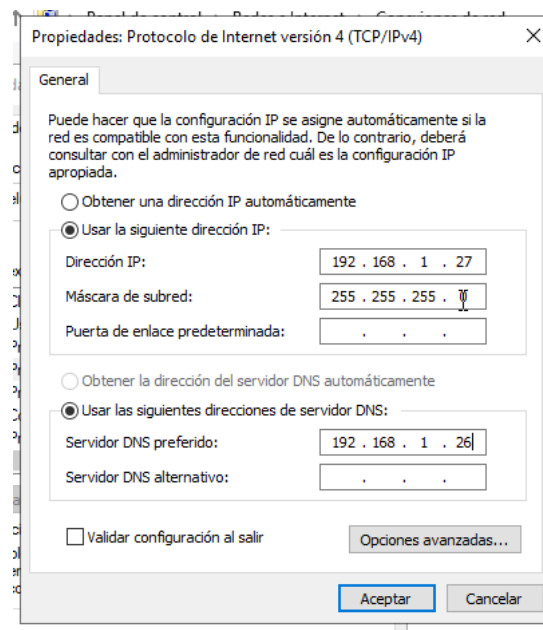 Propiedades: Protocolo de Internet versión 4 (TCP/IPv4)
General
Puede hacer que la configuración IP se asigne automáticamente si la
red es compatible con esta funcionalidad. De lo contrario, deberá
consultar con el administrador de red cuál es la configuración IP
apropiada.
Obtener una dirección IP automáticamente
Usar la siguiente dirección IP:
Dirección IP: 192 . 168 . 1 . 27
Máscara de subred: 255 . 255 . 255 .
Puerta de enlace predeterminada: . . .
Obtener la dirección del servidor DNS automáticamente
Usar las siguientes direcciones de servidor DNS:
Servidor DNS preferido: 192 . 168 . 1 . 26
Servidor DNS alternativo: . . .
Validar configuración al salir
Opciones avanzadas...
Aceptar Cancelar